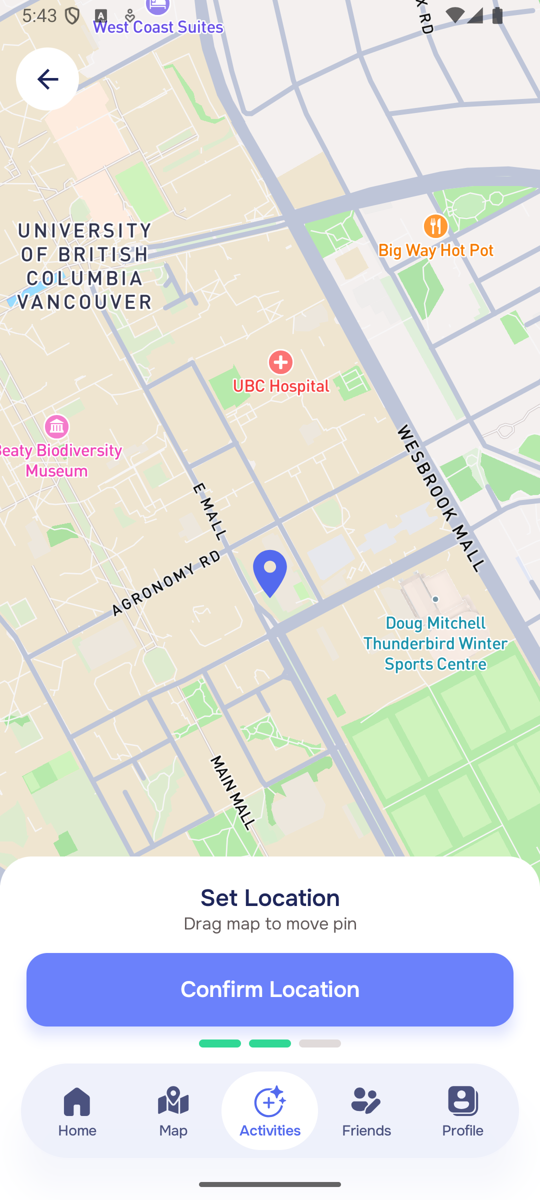 5:43
West Coast Suites
UNIVERSITY
OF BRITISH
COLUMBIA
VANCOUVER
Big Way Hot Pot
UBC Hospital
Beaty Biodiversity
Museum
E MALL
WESBROOK MALL
AGRONOMY RD
Doug Mitchell
Thunderbird Winter
Sports Centre
MAIN MALL
Set Location
Drag map to move pin
Confirm Location
Home
Map
Activities
Friends
Profile